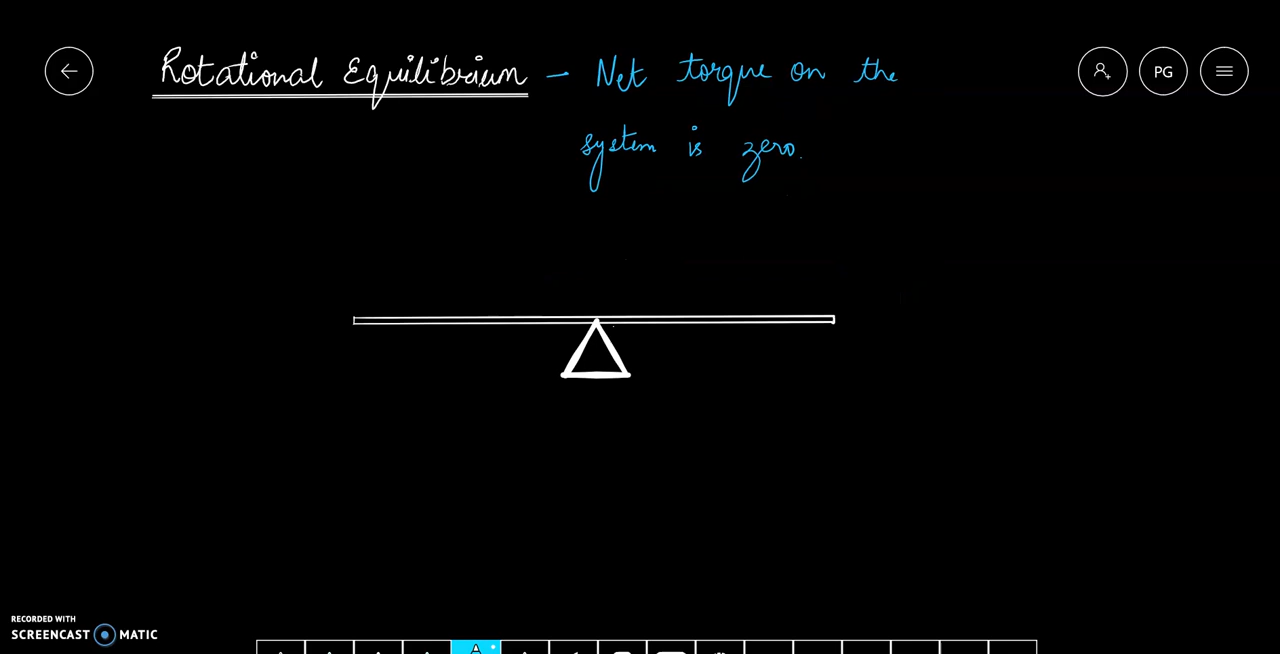 Rotational Equilibrium – Net torque on the
system is zero.
PG
RECORDED WITH
SCREENCAST MATIC